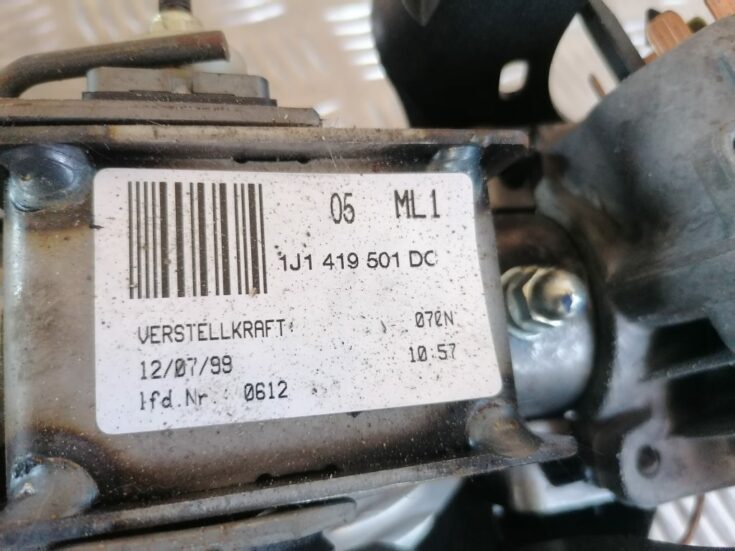 05 ML1
1J1 419 501 DC
VERSTELLKRAFT: 070N
12/07/99 10:57
lfd.Nr.: 0612